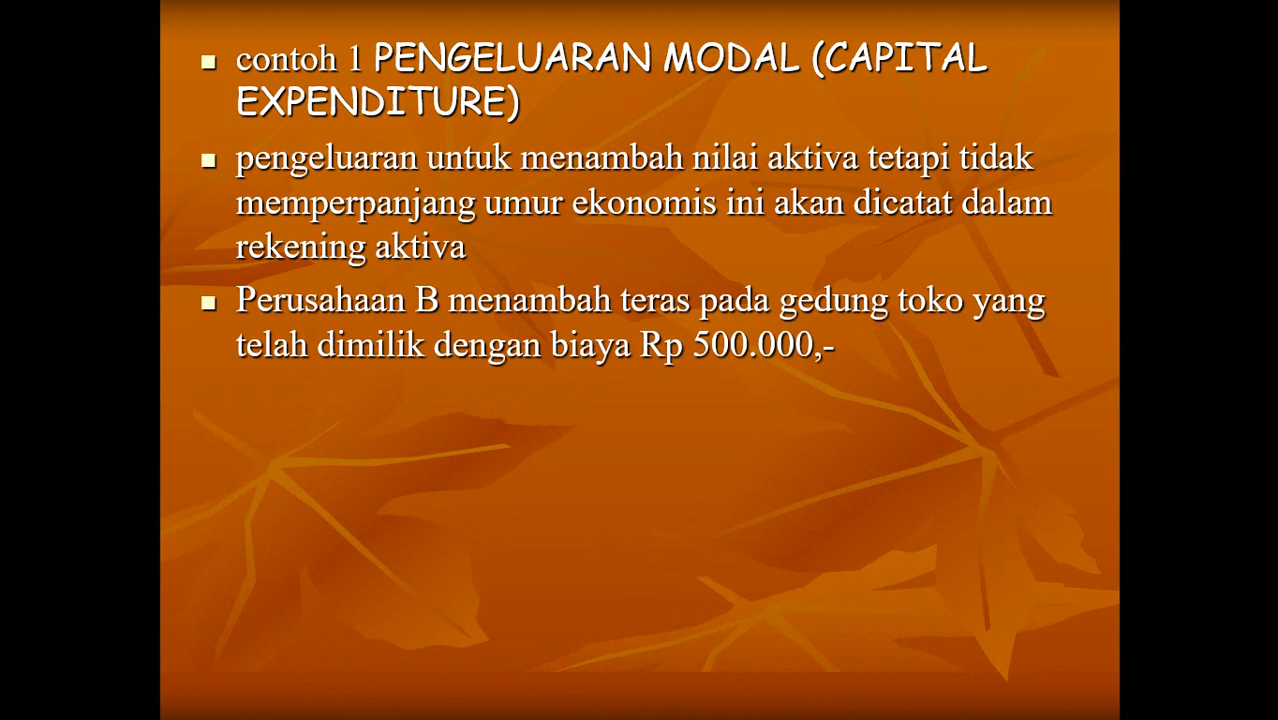 contoh 1 PENGELUARAN MODAL (CAPITAL
EXPENDITURE)
pengeluaran untuk menambah nilai aktiva tetapi tidak
memperpanjang umur ekonomis ini akan dicatat dalam
rekening aktiva
Perusahaan B menambah teras pada gedung toko yang
telah dimilik dengan biaya Rp 500.000,-